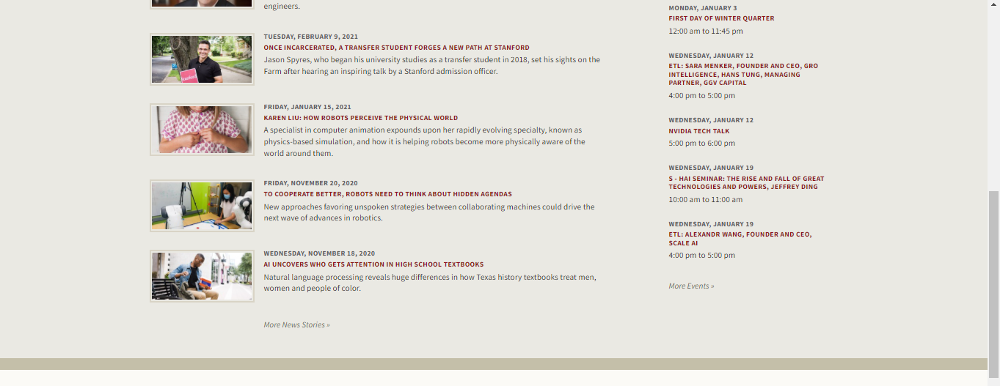 engineers.
TUESDAY, FEBRUARY 9, 2021
ONCE INCARCERATED, A TRANSFER STUDENT FORGES A NEW PATH AT STANFORD
Jason Spyres, who began his university studies as a transfer student in 2018, set his sights on the
Farm after hearing an inspiring talk by a Stanford admission officer.
Stanford
FRIDAY, JANUARY 15, 2021
KAREN LIU: HOW ROBOTS PERCEIVE THE PHYSICAL WORLD
A specialist in computer animation expounds upon her rapidly evolving specialty, known as
physics-based simulation, and how it is helping robots become more physically aware of the
world around them.
FRIDAY, NOVEMBER 20, 2020
TO COOPERATE BETTER, ROBOTS NEED TO THINK ABOUT HIDDEN AGENDAS
New approaches favoring unspoken strategies between collaborating machines could drive the
next wave of advances in robotics.
WEDNESDAY, NOVEMBER 18, 2020
AI UNCOVERS WHO GETS ATTENTION IN HIGH SCHOOL TEXTBOOKS
Natural language processing reveals huge differences in how Texas history textbooks treat men,
women and people of color.
More News Stories »
MONDAY, JANUARY 3
FIRST DAY OF WINTER QUARTER
12:00 am to 11:45 pm
WEDNESDAY, JANUARY 12
ETL: SARA MENKER, FOUNDER AND CEO, GRO
INTELLIGENCE, HANS TUNG, MANAGING
PARTNER, GGV CAPITAL
4:00 pm to 5:00 pm
WEDNESDAY, JANUARY 12
NVIDIA TECH TALK
5:00 pm to 6:00 pm
WEDNESDAY, JANUARY 19
S - HAI SEMINAR: THE RISE AND FALL OF GREAT
TECHNOLOGIES AND POWERS, JEFFREY DING
10:00 am to 11:00 am
WEDNESDAY, JANUARY 19
ETL: ALEXANDR WANG, FOUNDER AND CEO,
SCALE AI
4:00 pm to 5:00 pm
More Events »